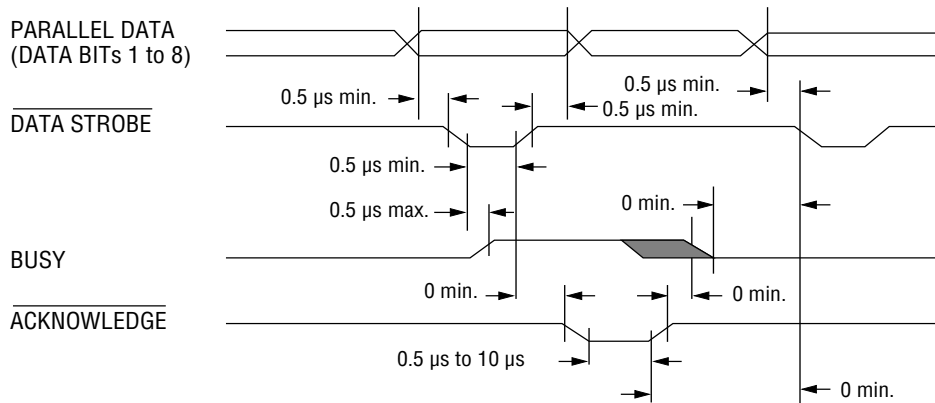 PARALLEL DATA
(DATA BITs 1 to 8)
0.5 µs min.
0.5 µs min.
0.5 µs min.
DATA STROBE
0.5 µs min.
0.5 µs max.
0 min.
BUSY
0 min.
0 min.
ACKNOWLEDGE
0.5 µs to 10 µs
0 min.